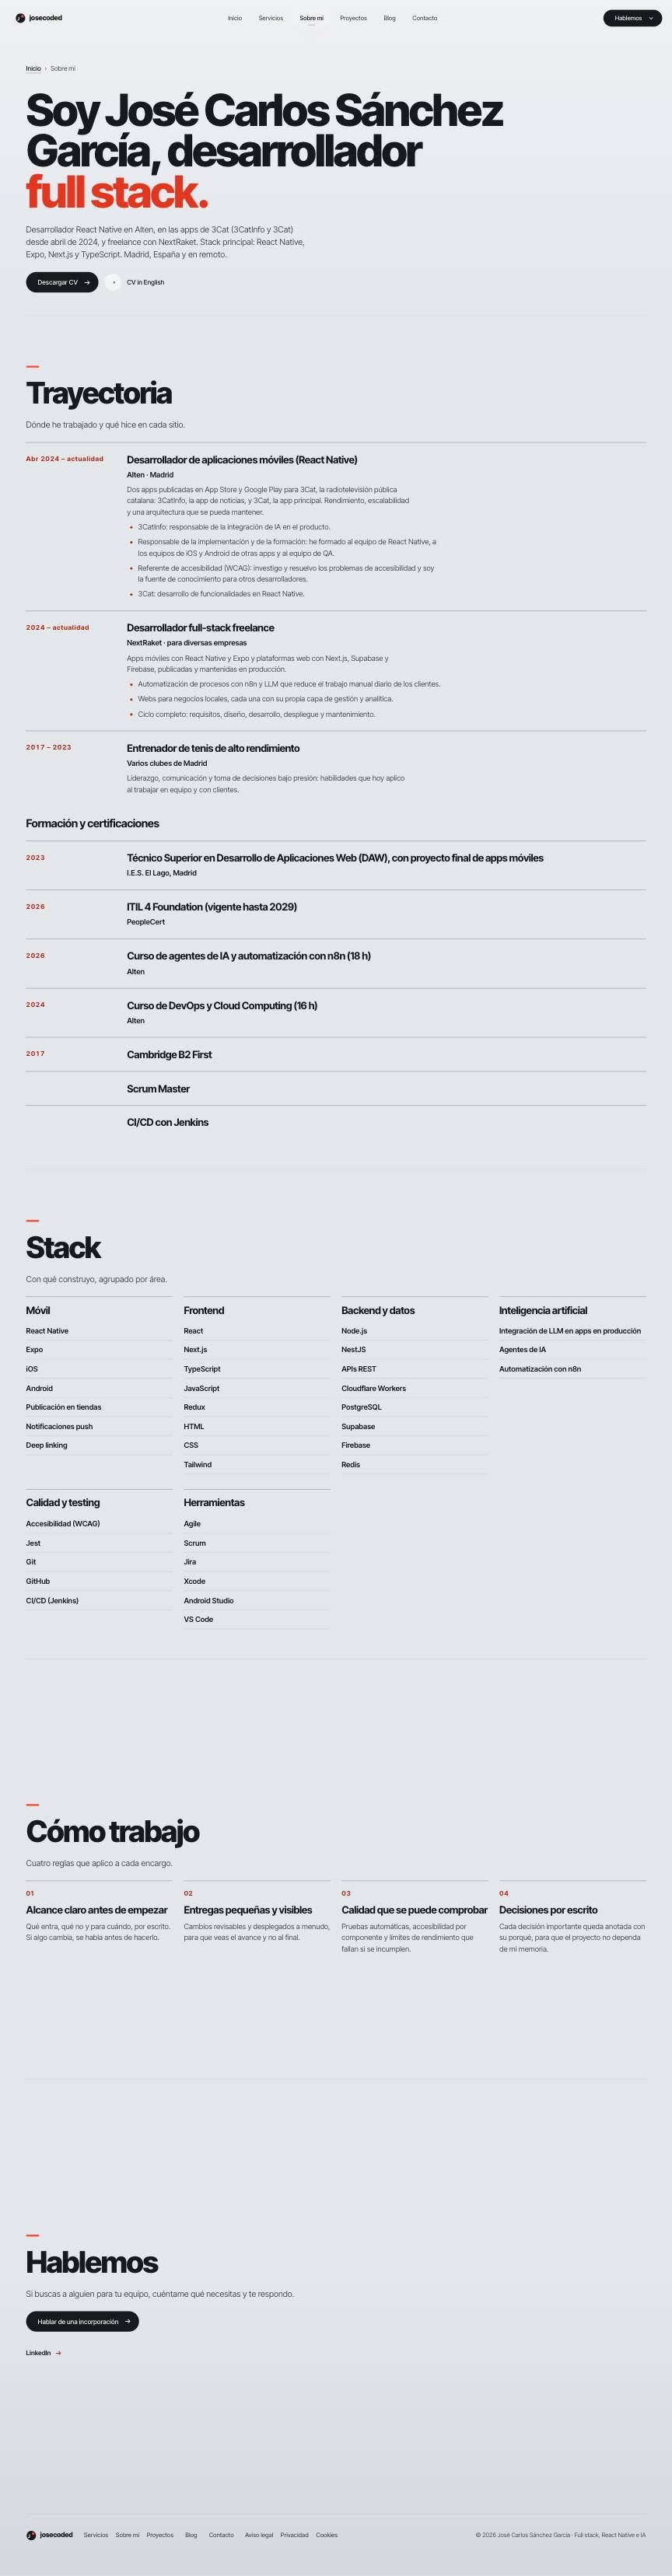 josecoded
Inicio Servicios Sobre mí Proyectos Blog Contacto
Hablemos
Inicio › Sobre mí
Soy José Carlos Sánchez
García, desarrollador
full stack.
Desarrollador React Native en Alten, en las apps de 3Cat (3CatInfo y 3Cat)
desde abril de 2024, y freelance con NextRaket. Stack principal: React Native,
Expo, Next.js y TypeScript. Madrid, España y en remoto.
Descargar CV →
CV in English
Trayectoria
Dónde he trabajado y qué hice en cada sitio.
Abr 2024 – actualidad
Desarrollador de aplicaciones móviles (React Native)
Alten · Madrid
Dos apps publicadas en App Store y Google Play para 3Cat, la radiotelevisión pública
catalana: 3CatInfo, la app de noticias, y 3Cat, la app principal. Rendimiento, escalabilidad
y una arquitectura que se pueda mantener.
• 3CatInfo: responsable de la integración de IA en el producto.
• Responsable de la implementación y de la formación: he formado al equipo de React Native, a
los equipos de iOS y Android de otras apps y al equipo de QA.
• Referente de accesibilidad (WCAG): investigo y resuelvo los problemas de accesibilidad y soy
la fuente de conocimiento para otros desarrolladores.
• 3Cat: desarrollo de funcionalidades en React Native.
2024 – actualidad
Desarrollador full-stack freelance
NextRaket · para diversas empresas
Apps móviles con React Native y Expo y plataformas web con Next.js, Supabase y
Firebase, publicadas y mantenidas en producción.
• Automatización de procesos con n8n y LLM que reduce el trabajo manual diario de los clientes.
• Webs para negocios locales, cada una con su propia capa de gestión y analítica.
• Ciclo completo: requisitos, diseño, desarrollo, despliegue y mantenimiento.
2017 – 2023
Entrenador de tenis de alto rendimiento
Varios clubes de Madrid
Liderazgo, comunicación y toma de decisiones bajo presión: habilidades que hoy aplico
al trabajar en equipo y con clientes.
Formación y certificaciones
2023
Técnico Superior en Desarrollo de Aplicaciones Web (DAW), con proyecto final de apps móviles
I.E.S. El Lago, Madrid
2026
ITIL 4 Foundation (vigente hasta 2029)
PeopleCert
2026
Curso de agentes de IA y automatización con n8n (18 h)
Alten
2024
Curso de DevOps y Cloud Computing (16 h)
Alten
2017
Cambridge B2 First
Scrum Master
CI/CD con Jenkins
Stack
Con qué construyo, agrupado por área.
Móvil
React Native
Expo
iOS
Android
Publicación en tiendas
Notificaciones push
Deep linking
Frontend
React
Next.js
TypeScript
JavaScript
Redux
HTML
CSS
Tailwind
Backend y datos
Node.js
NestJS
APIs REST
Cloudflare Workers
PostgreSQL
Supabase
Firebase
Redis
Inteligencia artificial
Integración de LLM en apps en producción
Agentes de IA
Automatización con n8n
Calidad y testing
Accesibilidad (WCAG)
Jest
Git
GitHub
CI/CD (Jenkins)
Herramientas
Agile
Scrum
Jira
Xcode
Android Studio
VS Code
Cómo trabajo
Cuatro reglas que aplico a cada encargo.
01
Alcance claro antes de empezar
Qué entra, qué no y para cuándo, por escrito.
Si algo cambia, se habla antes de hacerlo.
02
Entregas pequeñas y visibles
Cambios revisables y desplegados a menudo,
para que veas el avance y no al final.
03
Calidad que se puede comprobar
Pruebas automáticas, accesibilidad por
componente y límites de rendimiento que
fallan si se incumplen.
04
Decisiones por escrito
Cada decisión importante queda anotada con
su porqué, para que el proyecto no dependa
de mi memoria.
Hablemos
Si buscas a alguien para tu equipo, cuéntame qué necesitas y te respondo.
Hablar de una incorporación →
LinkedIn →
josecoded Servicios Sobre mí Proyectos Blog Contacto Aviso legal Privacidad Cookies
© 2026 José Carlos Sánchez García · Full stack, React Native e IA